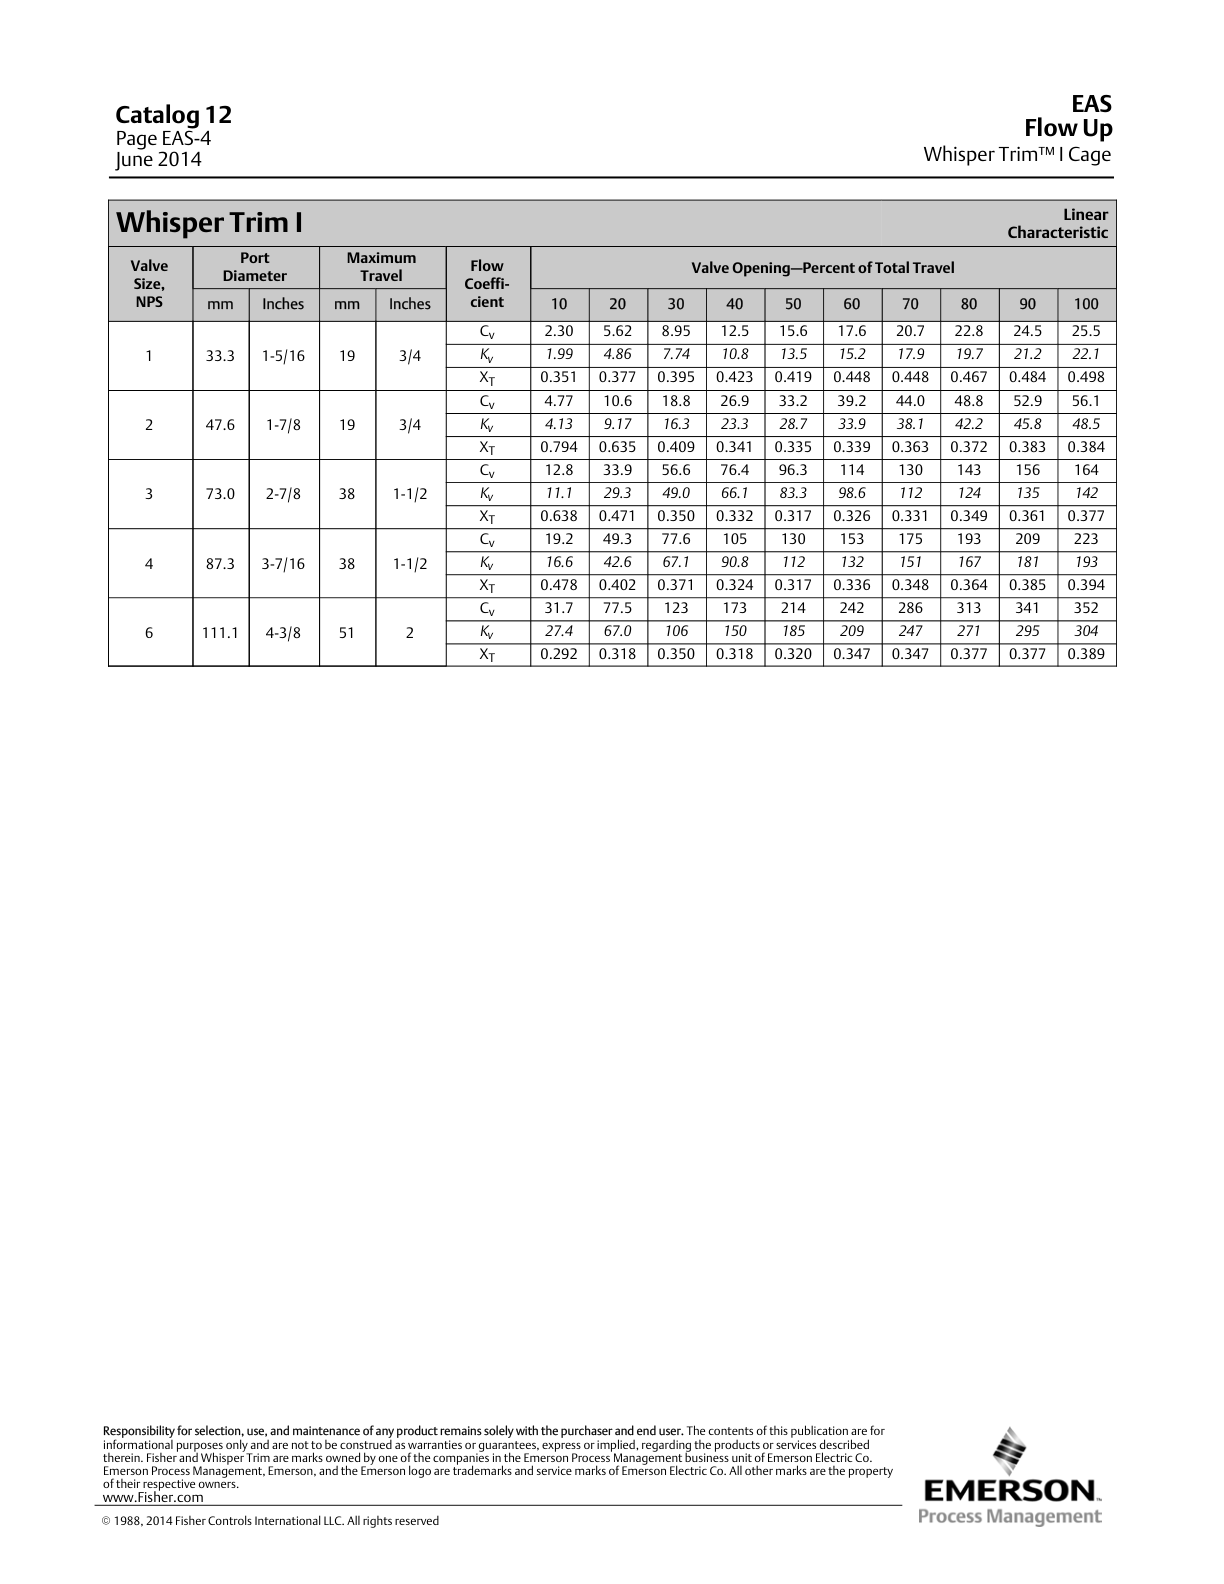 Catalog 12
Page EAS-4
June 2014
EAS
Flow Up
Whisper Trim™ I Cage
Whisper Trim I
Linear
Characteristic
Valve Size, NPS | Port Diameter | Maximum Travel | Flow Coeffi-cient | Valve Opening—Percent of Total Travel
mm Inches mm Inches 10 20 30 40 50 60 70 80 90 100
Cv 2.30 5.62 8.95 12.5 15.6 17.6 20.7 22.8 24.5 25.5
1 33.3 1-5/16 19 3/4 Kv 1.99 4.86 7.74 10.8 13.5 15.2 17.9 19.7 21.2 22.1
XT 0.351 0.377 0.395 0.423 0.419 0.448 0.448 0.467 0.484 0.498
Cv 4.77 10.6 18.8 26.9 33.2 39.2 44.0 48.8 52.9 56.1
2 47.6 1-7/8 19 3/4 Kv 4.13 9.17 16.3 23.3 28.7 33.9 38.1 42.2 45.8 48.5
XT 0.794 0.635 0.409 0.341 0.335 0.339 0.363 0.372 0.383 0.384
Cv 12.8 33.9 56.6 76.4 96.3 114 130 143 156 164
3 73.0 2-7/8 38 1-1/2 Kv 11.1 29.3 49.0 66.1 83.3 98.6 112 124 135 142
XT 0.638 0.471 0.350 0.332 0.317 0.326 0.331 0.349 0.361 0.377
Cv 19.2 49.3 77.6 105 130 153 175 193 209 223
4 87.3 3-7/16 38 1-1/2 Kv 16.6 42.6 67.1 90.8 112 132 151 167 181 193
XT 0.478 0.402 0.371 0.324 0.317 0.336 0.348 0.364 0.385 0.394
Cv 31.7 77.5 123 173 214 242 286 313 341 352
6 111.1 4-3/8 51 2 Kv 27.4 67.0 106 150 185 209 247 271 295 304
XT 0.292 0.318 0.350 0.318 0.320 0.347 0.347 0.377 0.377 0.389
Responsibility for selection, use, and maintenance of any product remains solely with the purchaser and end user. The contents of this publication are for
informational purposes only and are not to be construed as warranties or guarantees, express or implied, regarding the products or services described
therein. Fisher and Whisper Trim are marks owned by one of the companies in the Emerson Process Management business unit of Emerson Electric Co.
Emerson Process Management, Emerson, and the Emerson logo are trademarks and service marks of Emerson Electric Co. All other marks are the property
of their respective owners.
www.Fisher.com
© 1988, 2014 Fisher Controls International LLC. All rights reserved
EMERSON™
Process Management